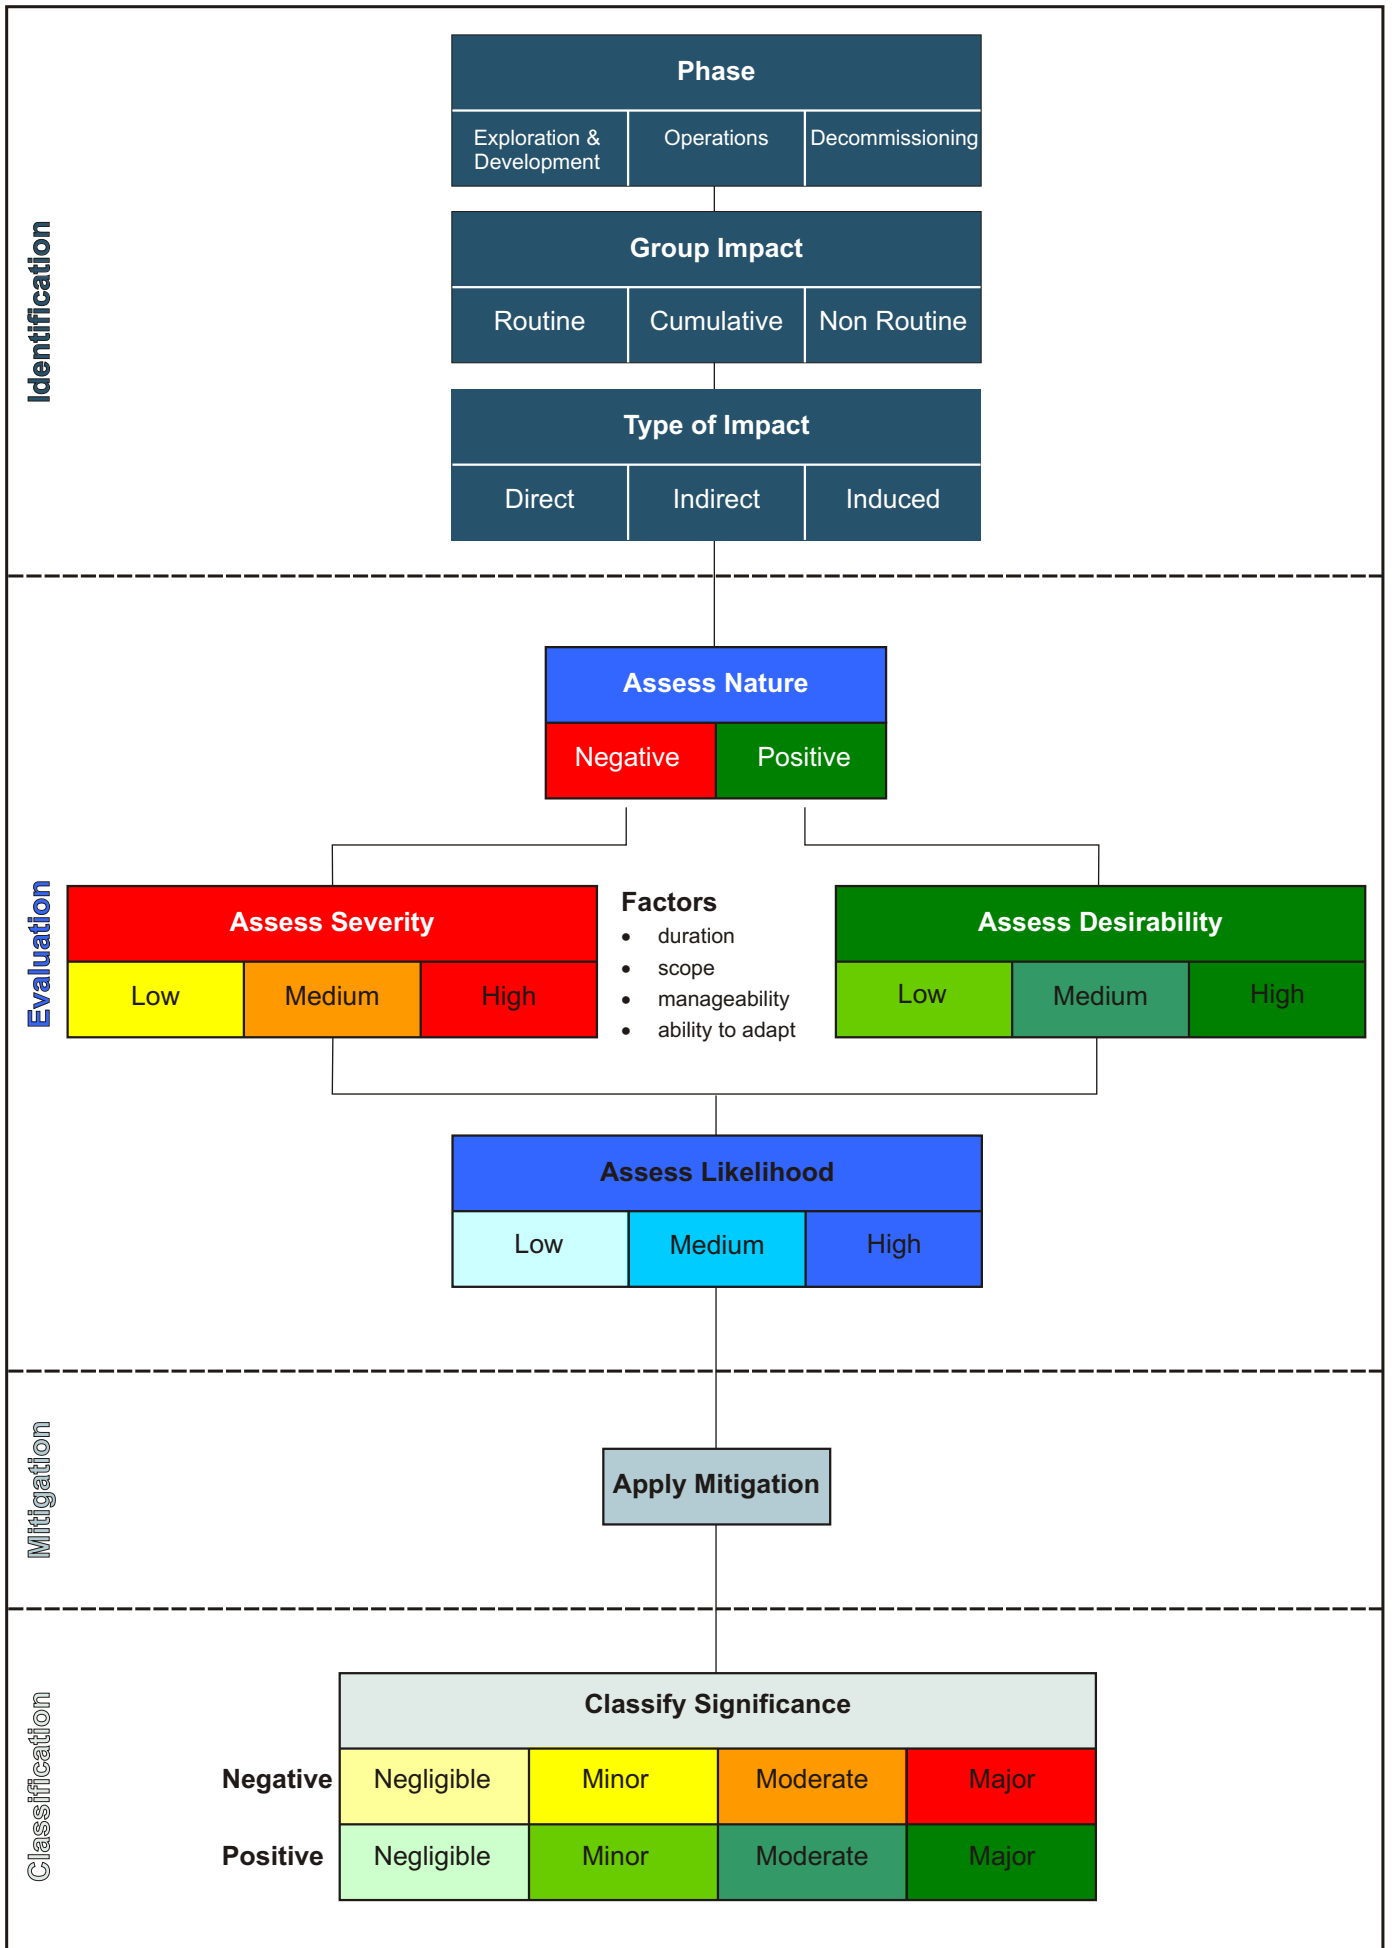 Identification
Phase
Exploration &
Development
Operations
Decommissioning
Group Impact
Routine
Cumulative
Non Routine
Type of Impact
Direct
Indirect
Induced
Evaluation
Assess Nature
Negative
Positive
Assess Severity
Low
Medium
High
Factors
• duration
• scope
• manageability
• ability to adapt
Assess Desirability
Low
Medium
High
Assess Likelihood
Low
Medium
High
Mitigation
Apply Mitigation
Classification
Classify Significance
Negative
Negligible
Minor
Moderate
Major
Positive
Negligible
Minor
Moderate
Major